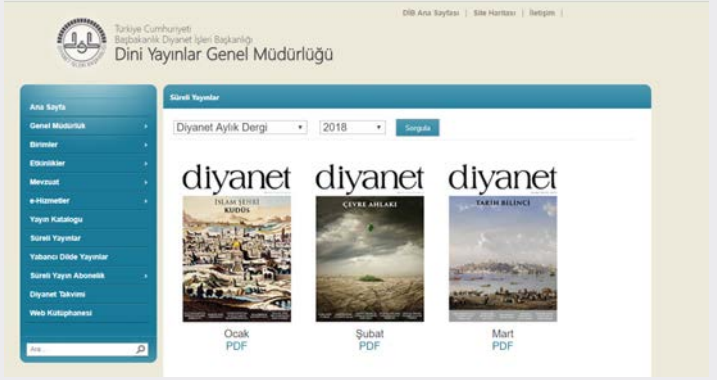 DİB Ana Sayfası | Site Haritası | İletişim |
Türkiye Cumhuriyeti
Başbakanlık Diyanet İşleri Başkanlığı
Dini Yayınlar Genel Müdürlüğü
Ana Sayfa
Genel Müdürlük
Birimler
Etkinlikler
Mevzuat
e-Hizmetler
Yayın Katalogu
Süreli Yayınlar
Yabancı Dilde Yayınlar
Süreli Yayın Abonelik
Diyanet Takvimi
Web Kütüphanesi
Ara...
Süreli Yayınlar
Diyanet Aylık Dergi 2018 Sorgula
diyanet
İSLAM ŞEHRİ
KUDÜS
Ocak
PDF
diyanet
ÇEVRE AHLAKI
Şubat
PDF
diyanet
TARİH BİLİNCİ
Mart
PDF